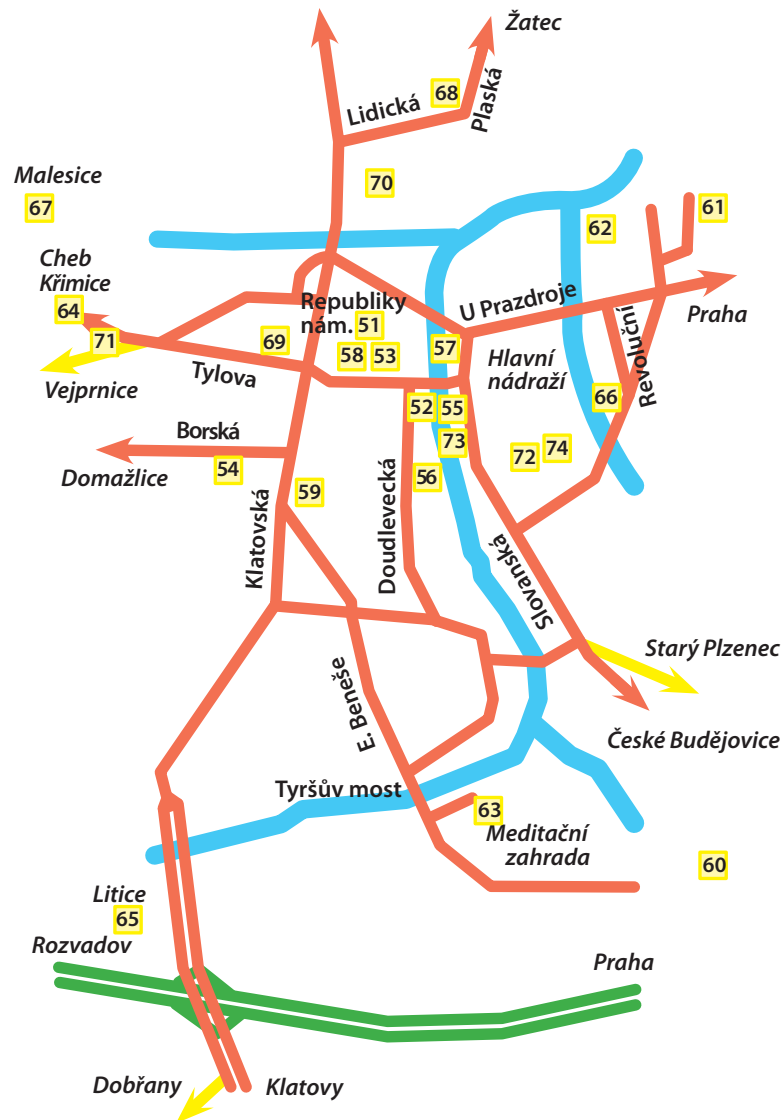 Žatec
Lidická
68
Plaská
Malesice
67
70
61
62
Cheb
Křimice
64
U Prazdroje
Praha
Republiky
nám. 51
71
69
58
53
57
Hlavní
nádraží
Revoluční
Vejprnice
Tylova
66
52
55
Borská
73
72
74
Domažlice
54
56
59
Klatovská
Doudlevecká
Slovanská
Starý Plzenec
E. Beneše
České Budějovice
Tyršův most
63
Meditační
zahrada
60
Litice
65
Rozvadov
Praha
Dobřany
Klatovy